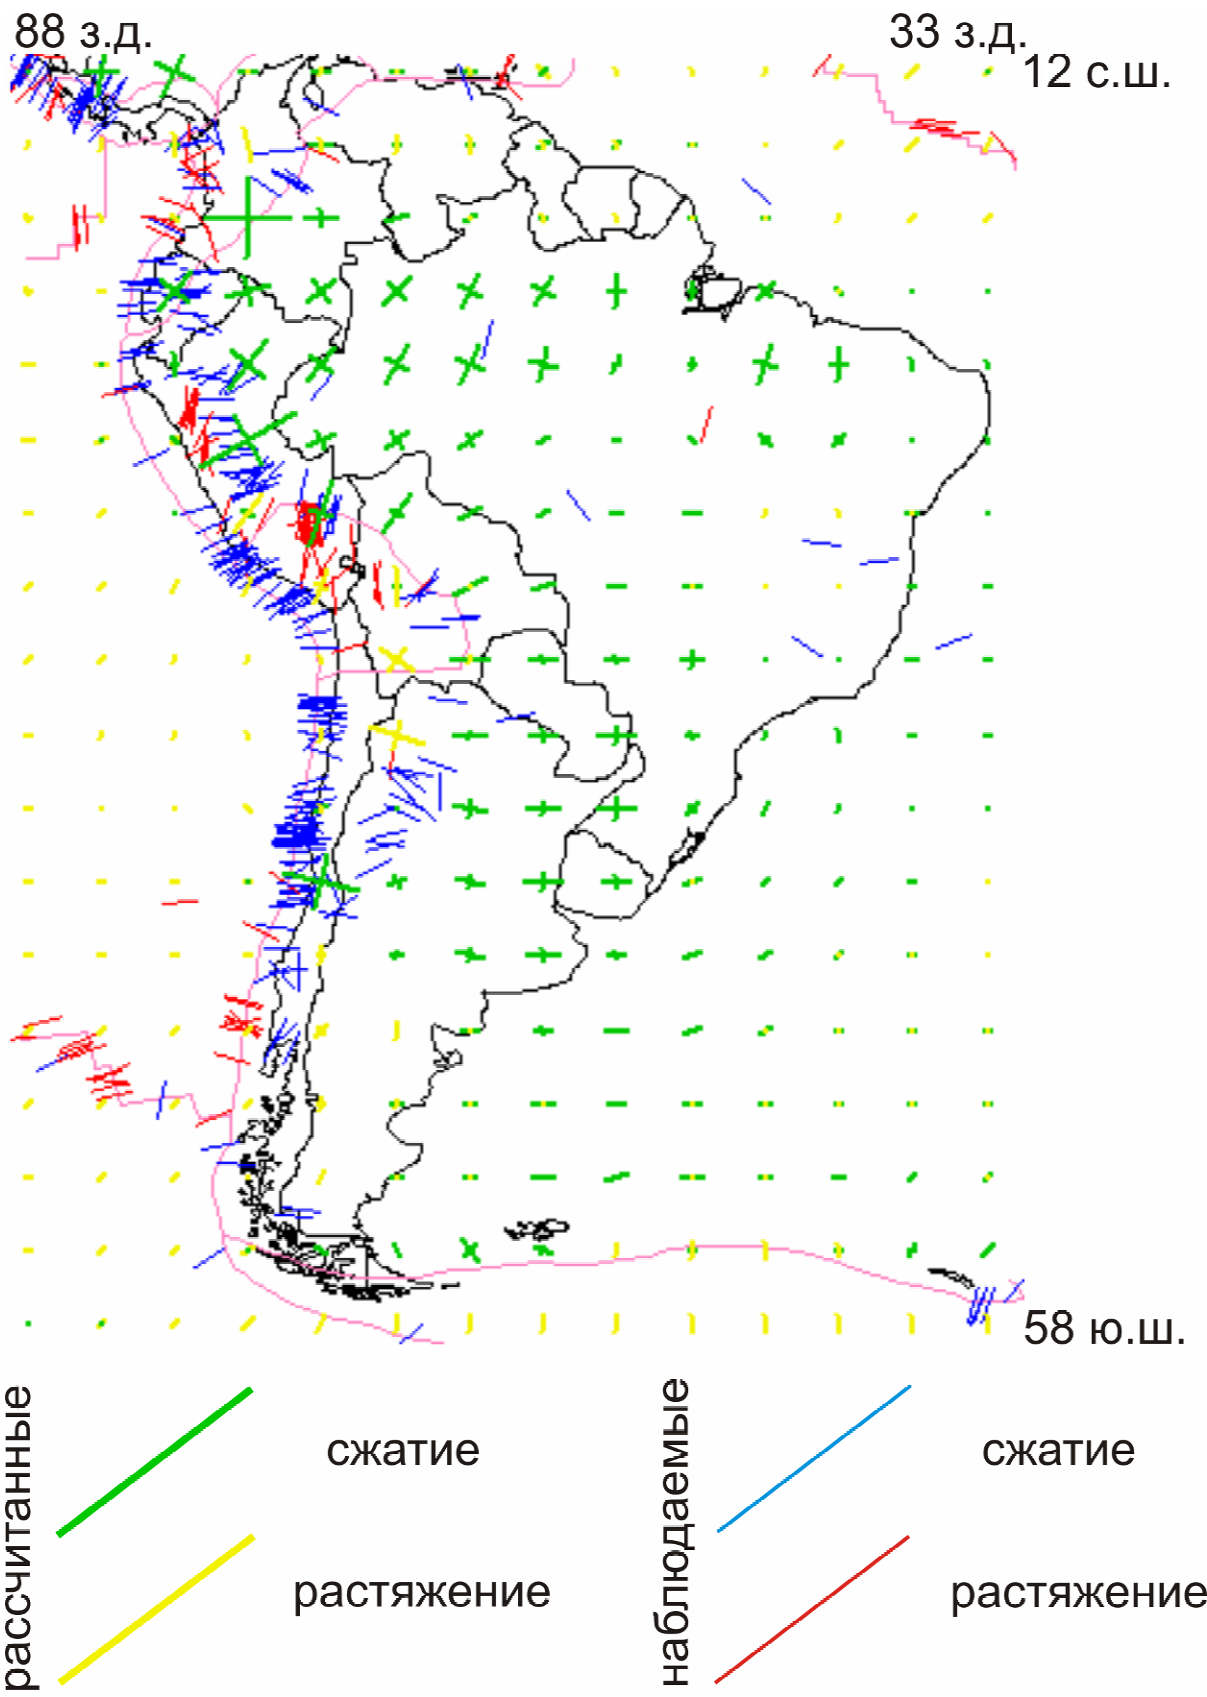 88 з.д.
33 з.д.
12 с.ш.
58 ю.ш.
рассчитанные
сжатие
растяжение
наблюдаемые
сжатие
растяжение